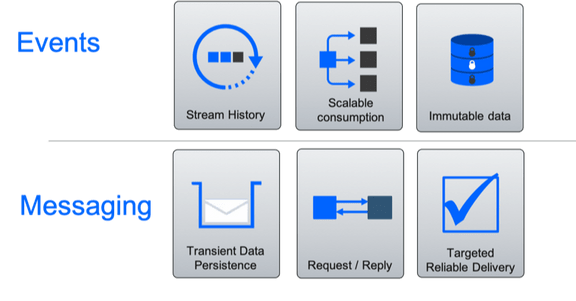 Events
Stream History
Scalable
consumption
Immutable data
Messaging
Transient Data
Persistence
Request / Reply
Targeted
Reliable Delivery